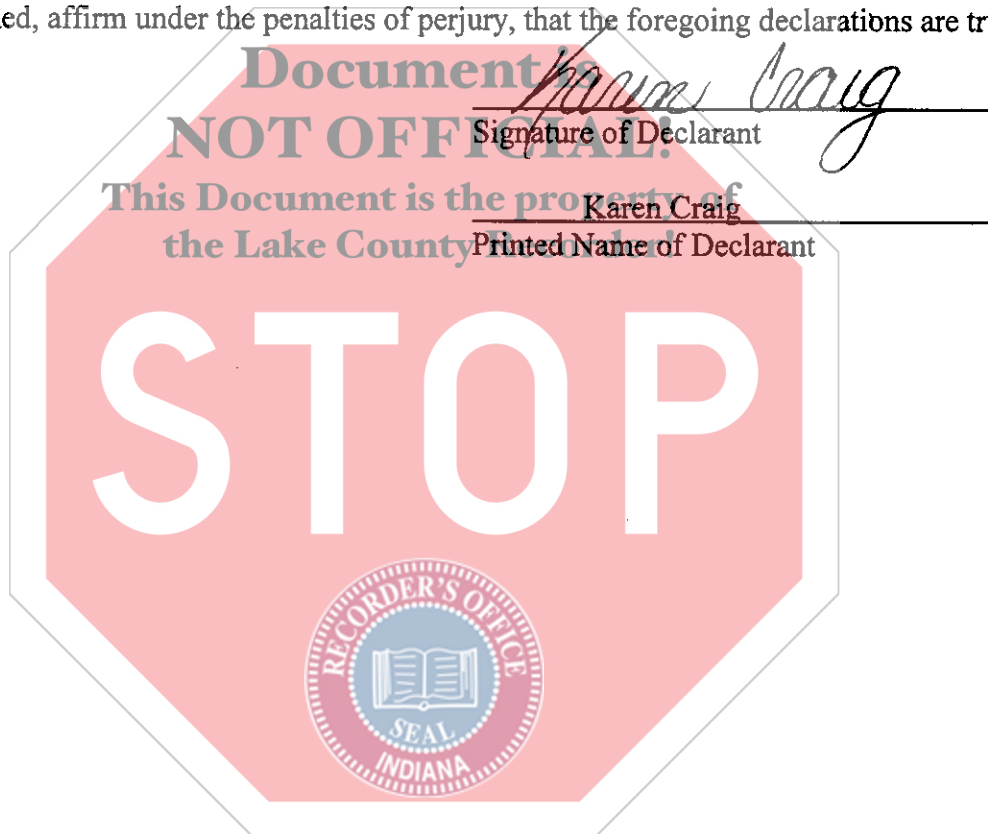 ed, affirm under the penalties of perjury, that the foregoing declarations are tr
Document is
Karen Craig
NOT OFFICIAL!
Signature of Declarant
This Document is the property of
Karen Craig
the Lake County Recorder!
Printed Name of Declarant
STOP
RECORDER'S OFFICE
SEAL
INDIANA